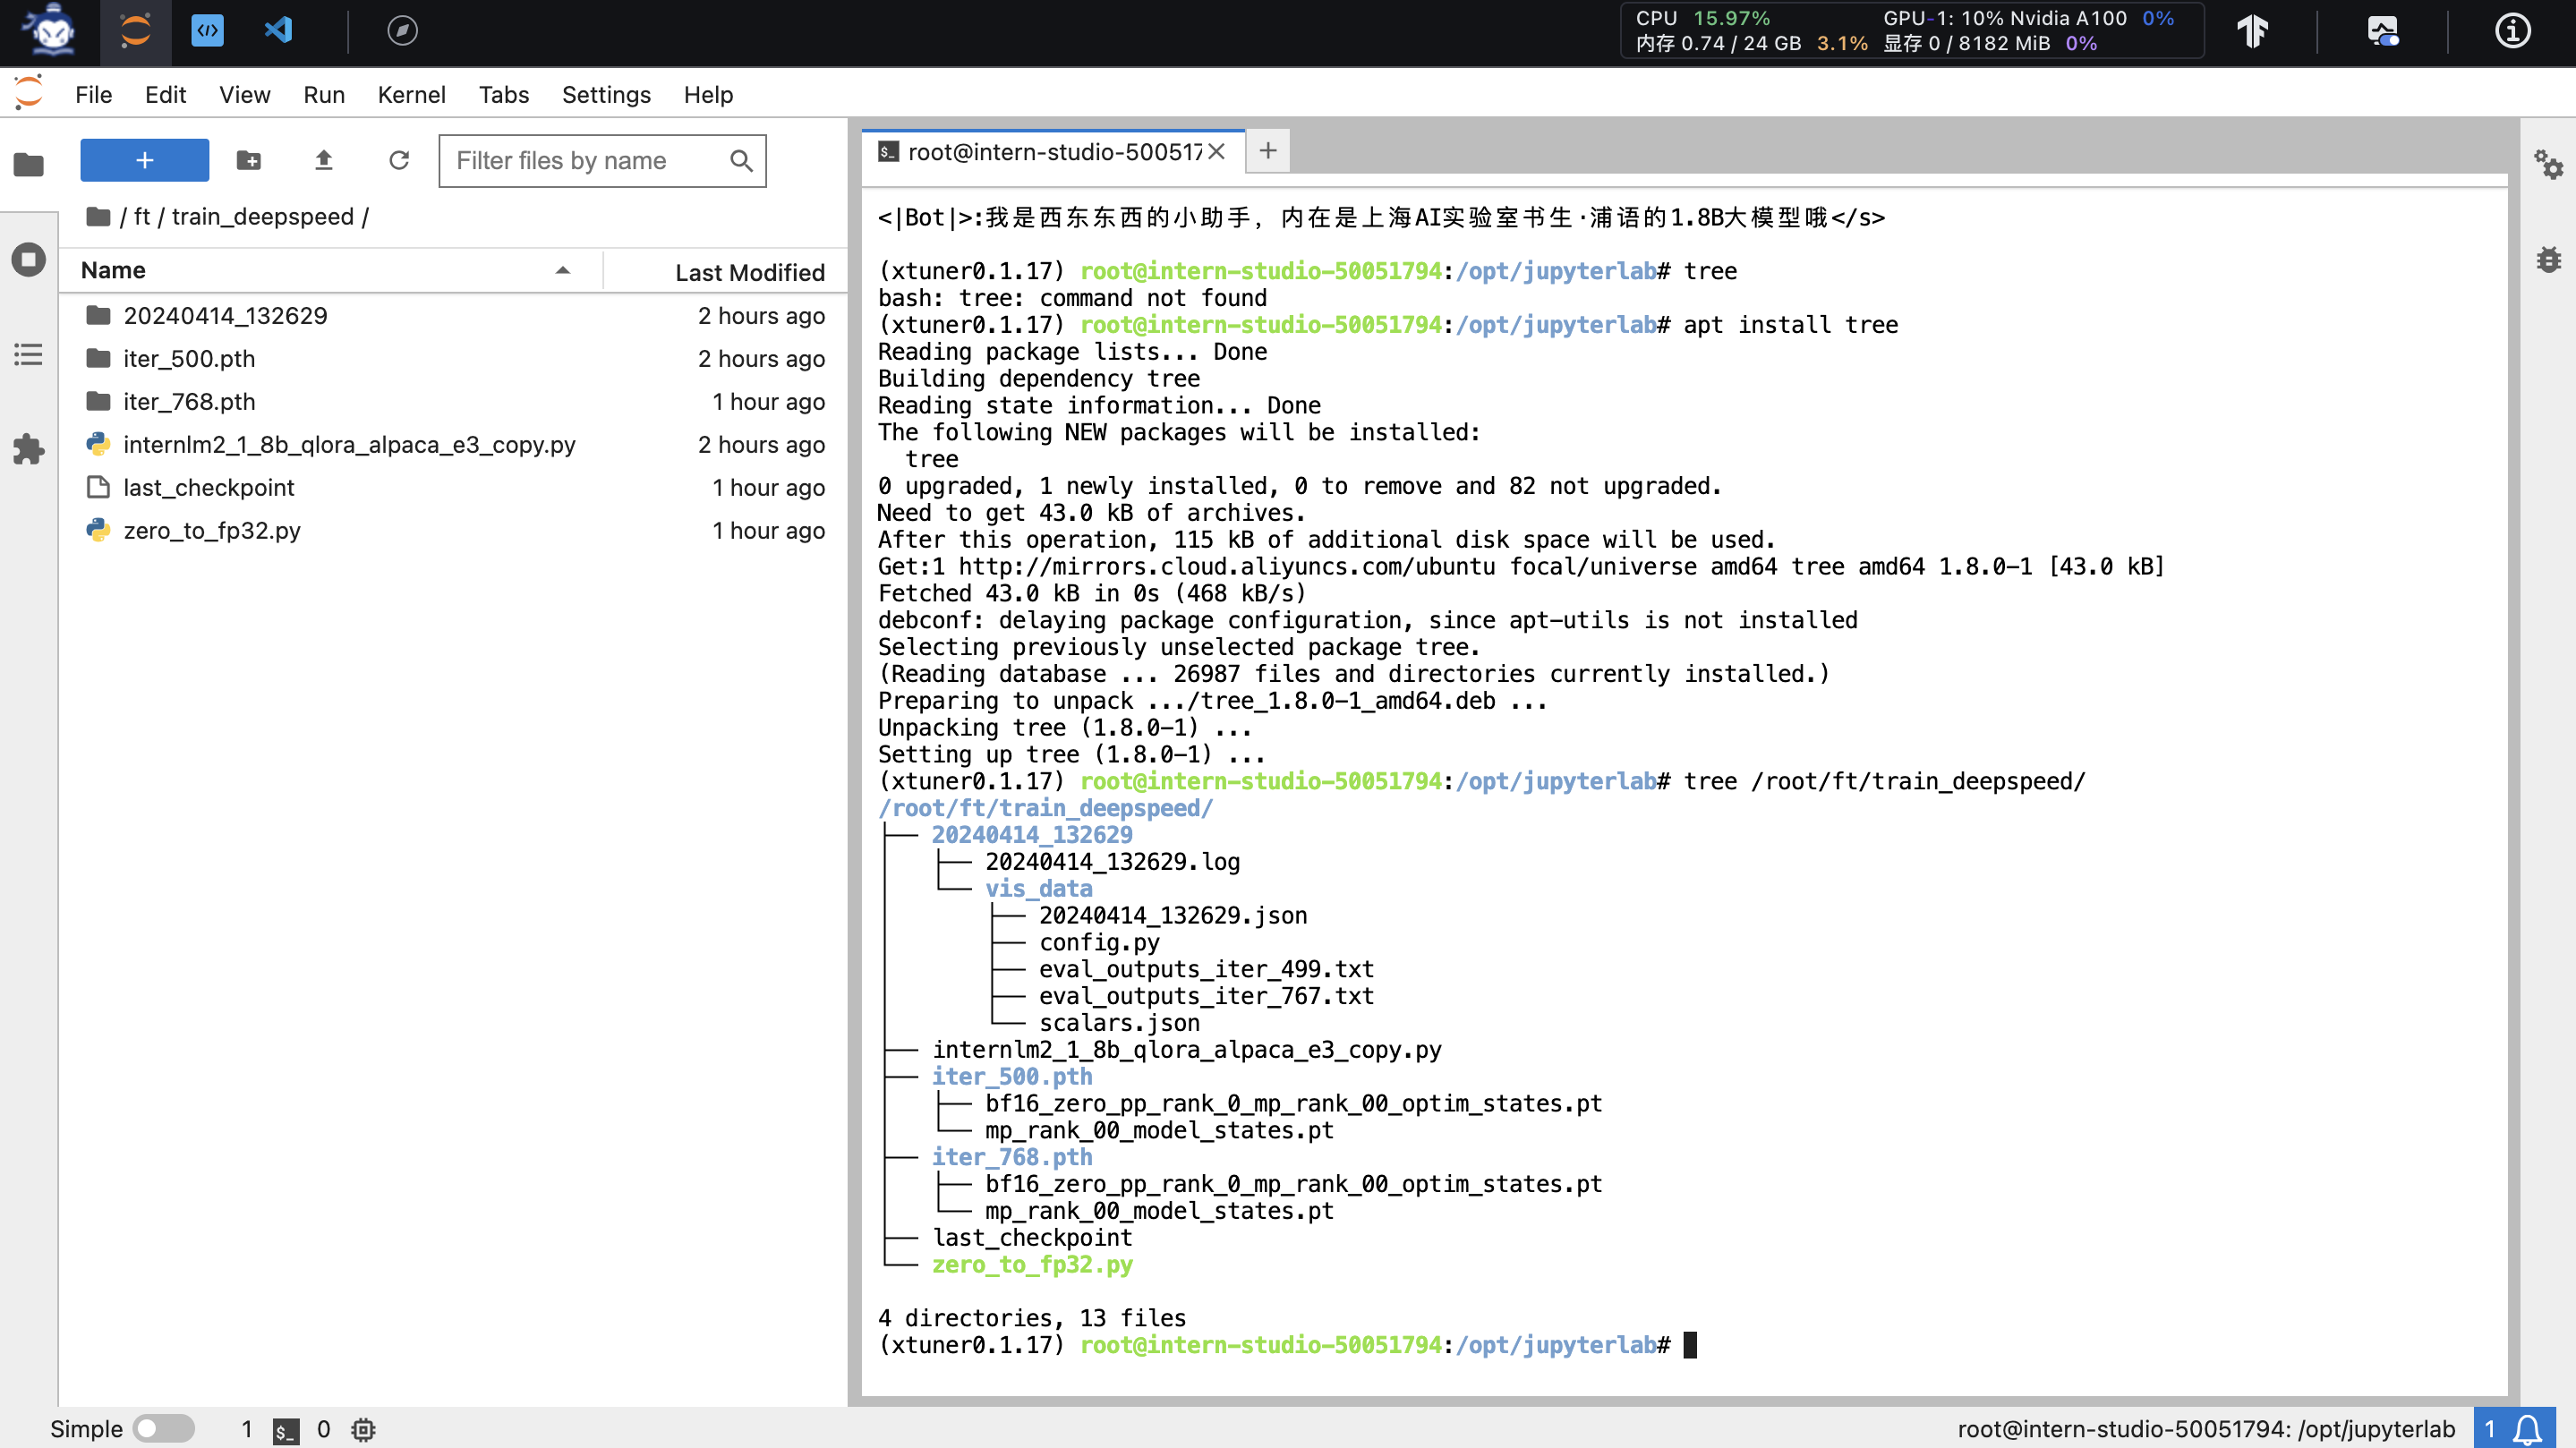 CPU 15.97% GPU-1: 10% Nvidia A100 0%
内存 0.74 / 24 GB 3.1% 显存 0 / 8182 MiB 0%
File Edit View Run Kernel Tabs Settings Help
+
Filter files by name
/ ft / train_deepspeed /
Name Last Modified
20240414_132629 2 hours ago
iter_500.pth 2 hours ago
iter_768.pth 1 hour ago
internlm2_1_8b_qlora_alpaca_e3_copy.py 2 hours ago
last_checkpoint 1 hour ago
zero_to_fp32.py 1 hour ago
root@intern-studio-500517
<|Bot|>:我是西东东西的小助手，内在是上海AI实验室书生·浦语的1.8B大模型哦</s>
(xtuner0.1.17) root@intern-studio-50051794:/opt/jupyterlab# tree
bash: tree: command not found
(xtuner0.1.17) root@intern-studio-50051794:/opt/jupyterlab# apt install tree
Reading package lists... Done
Building dependency tree
Reading state information... Done
The following NEW packages will be installed:
  tree
0 upgraded, 1 newly installed, 0 to remove and 82 not upgraded.
Need to get 43.0 kB of archives.
After this operation, 115 kB of additional disk space will be used.
Get:1 http://mirrors.cloud.aliyuncs.com/ubuntu focal/universe amd64 tree amd64 1.8.0-1 [43.0 kB]
Fetched 43.0 kB in 0s (468 kB/s)
debconf: delaying package configuration, since apt-utils is not installed
Selecting previously unselected package tree.
(Reading database ... 26987 files and directories currently installed.)
Preparing to unpack .../tree_1.8.0-1_amd64.deb ...
Unpacking tree (1.8.0-1) ...
Setting up tree (1.8.0-1) ...
(xtuner0.1.17) root@intern-studio-50051794:/opt/jupyterlab# tree /root/ft/train_deepspeed/
/root/ft/train_deepspeed/
├── 20240414_132629
│   ├── 20240414_132629.log
│   └── vis_data
│       ├── 20240414_132629.json
│       ├── config.py
│       ├── eval_outputs_iter_499.txt
│       ├── eval_outputs_iter_767.txt
│       └── scalars.json
├── internlm2_1_8b_qlora_alpaca_e3_copy.py
├── iter_500.pth
│   ├── bf16_zero_pp_rank_0_mp_rank_00_optim_states.pt
│   └── mp_rank_00_model_states.pt
├── iter_768.pth
│   ├── bf16_zero_pp_rank_0_mp_rank_00_optim_states.pt
│   └── mp_rank_00_model_states.pt
├── last_checkpoint
└── zero_to_fp32.py
4 directories, 13 files
(xtuner0.1.17) root@intern-studio-50051794:/opt/jupyterlab#
Simple 1 $_ 0 root@intern-studio-50051794: /opt/jupyterlab 1